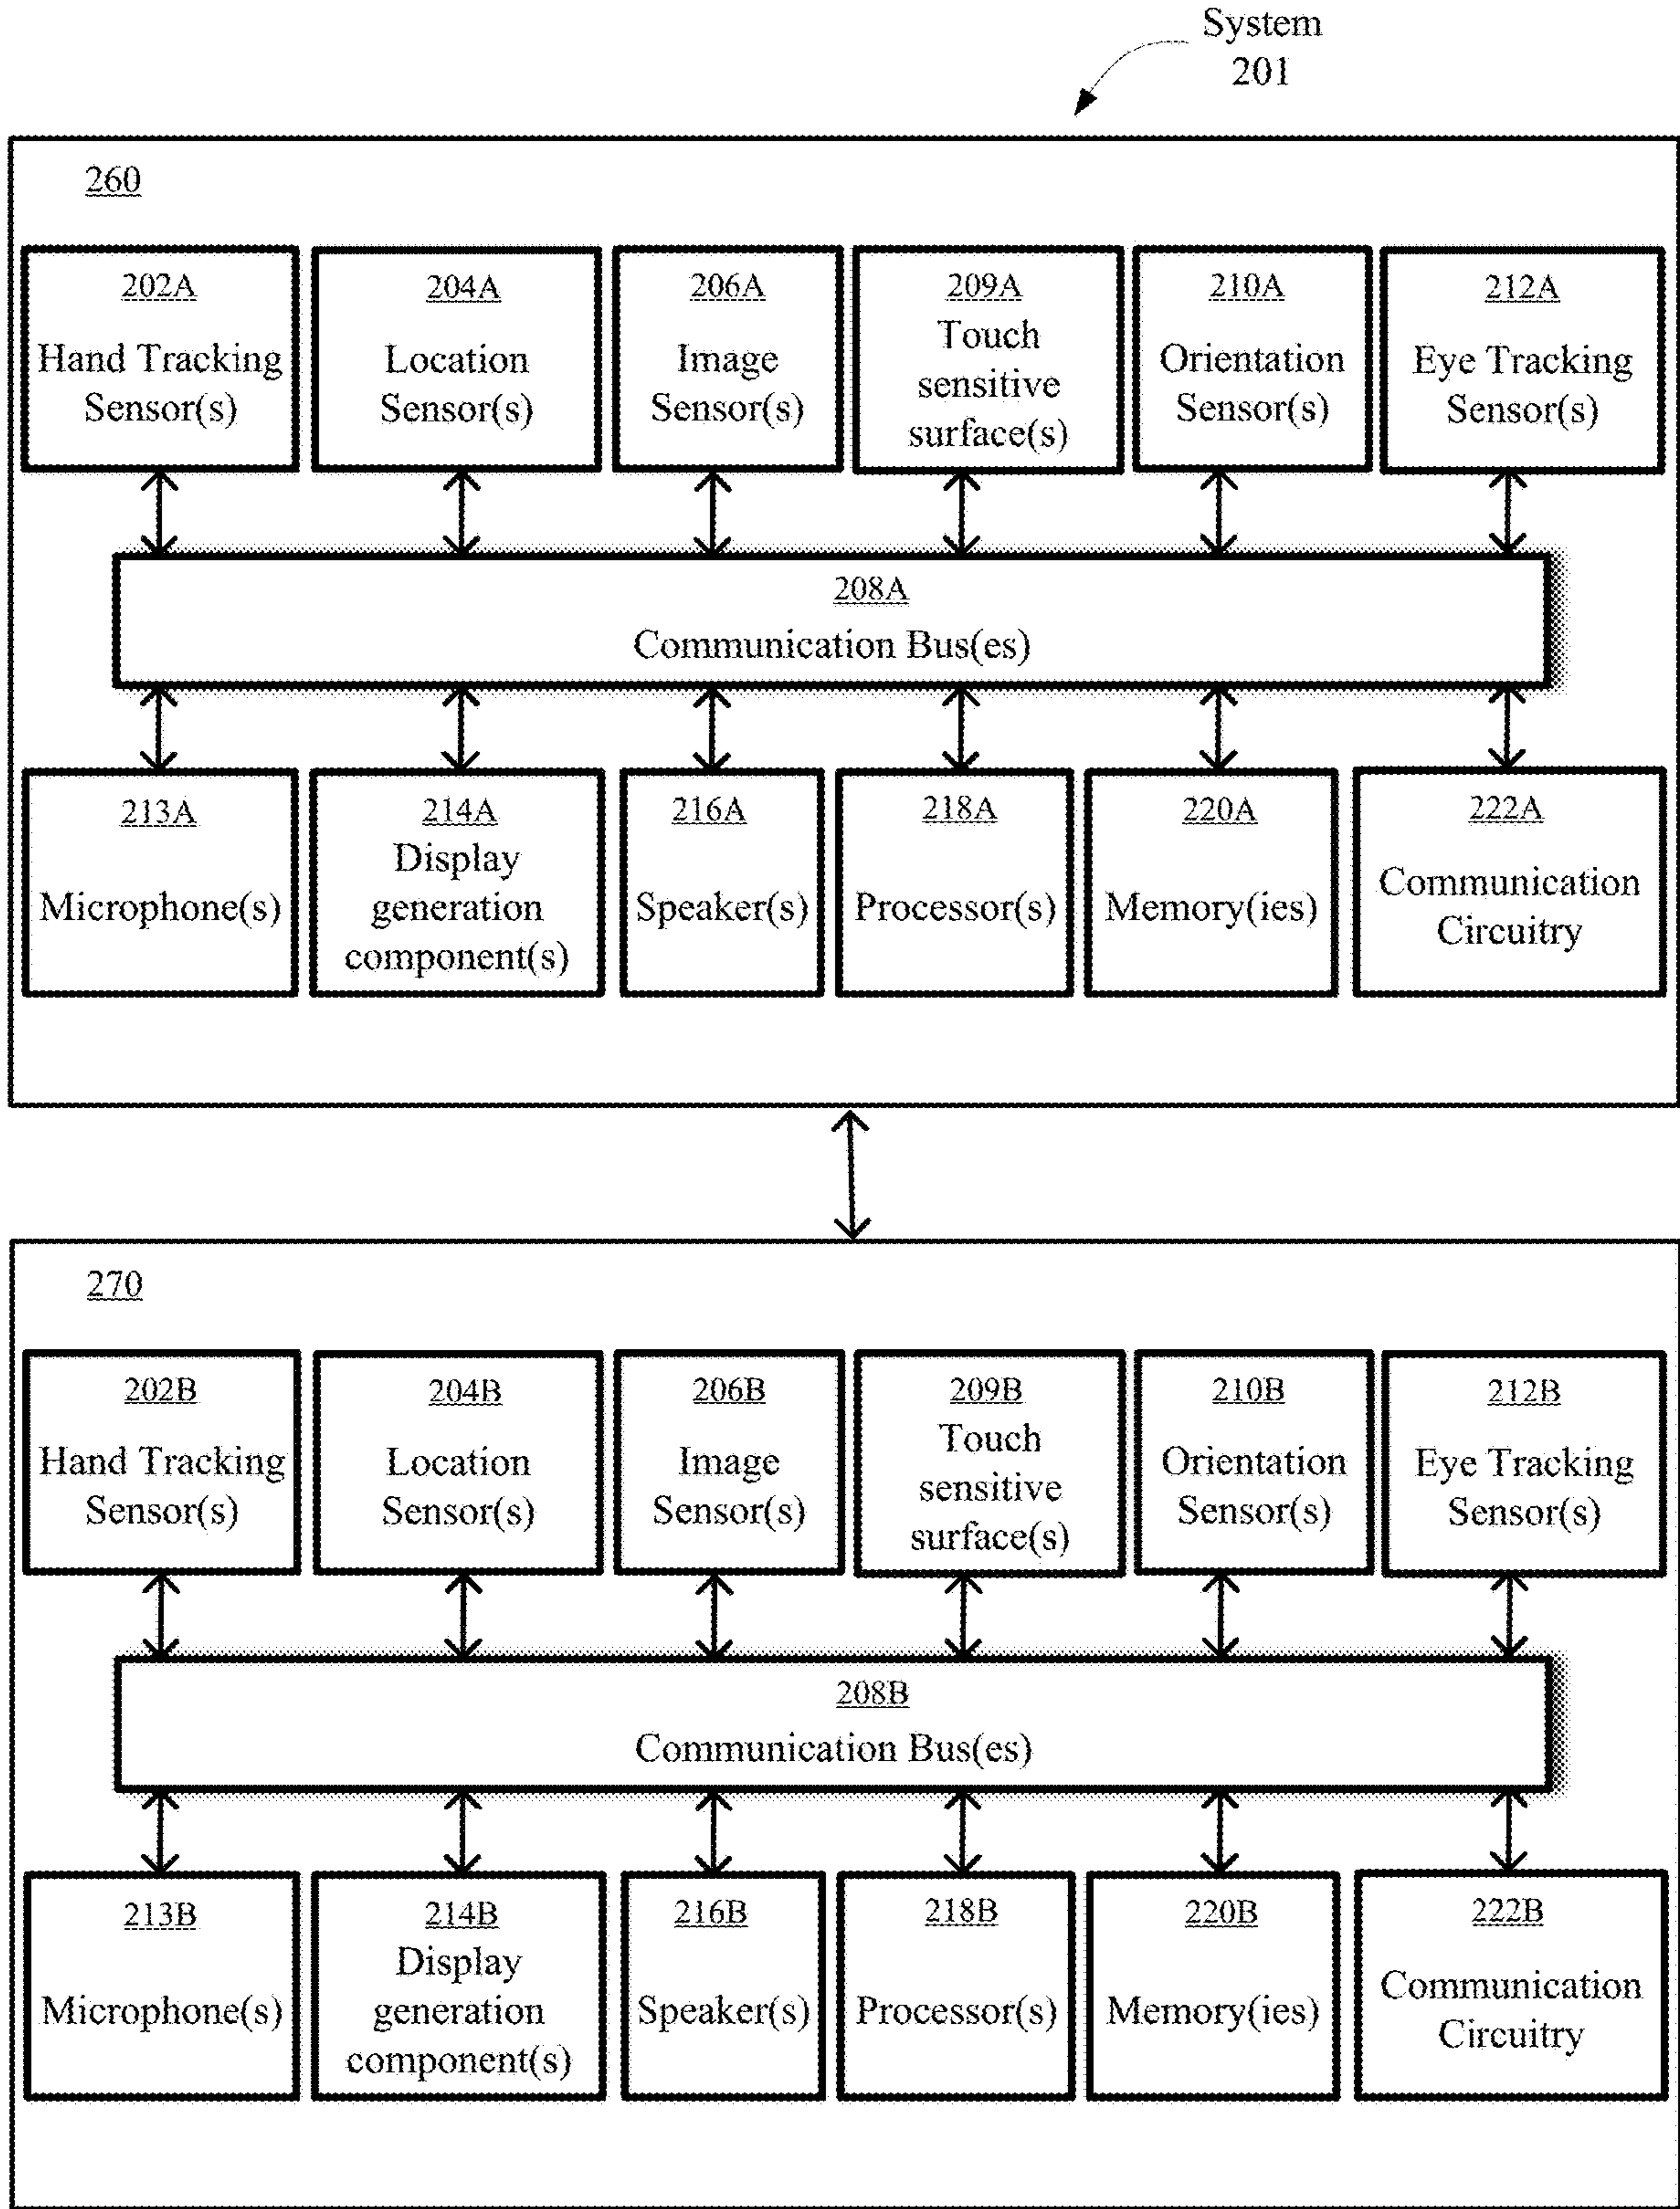 System
201
260
202A
Hand Tracking
Sensor(s)
204A
Location
Sensor(s)
206A
Image
Sensor(s)
209A
Touch
sensitive
surface(s)
210A
Orientation
Sensor(s)
212A
Eye Tracking
Sensor(s)
208A
Communication Bus(es)
213A
Microphone(s)
214A
Display
generation
component(s)
216A
Speaker(s)
218A
Processor(s)
220A
Memory(ies)
222A
Communication
Circuitry
270
202B
Hand Tracking
Sensor(s)
204B
Location
Sensor(s)
206B
Image
Sensor(s)
209B
Touch
sensitive
surface(s)
210B
Orientation
Sensor(s)
212B
Eye Tracking
Sensor(s)
208B
Communication Bus(es)
213B
Microphone(s)
214B
Display
generation
component(s)
216B
Speaker(s)
218B
Processor(s)
220B
Memory(ies)
222B
Communication
Circuitry